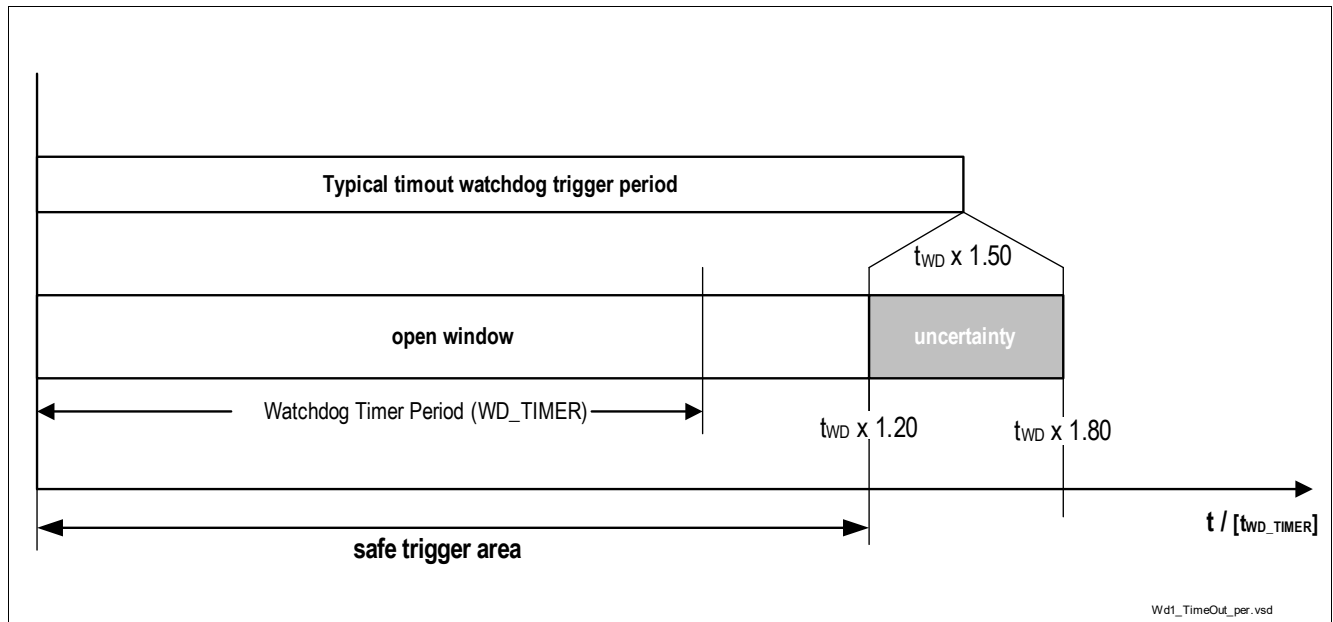 Typical timout watchdog trigger period
tWD x 1.50
open window
uncertainty
Watchdog Timer Period (WD_TIMER)
tWD x 1.20
tWD x 1.80
t / [tWD_TIMER]
safe trigger area
Wd1_TimeOut_per.vsd